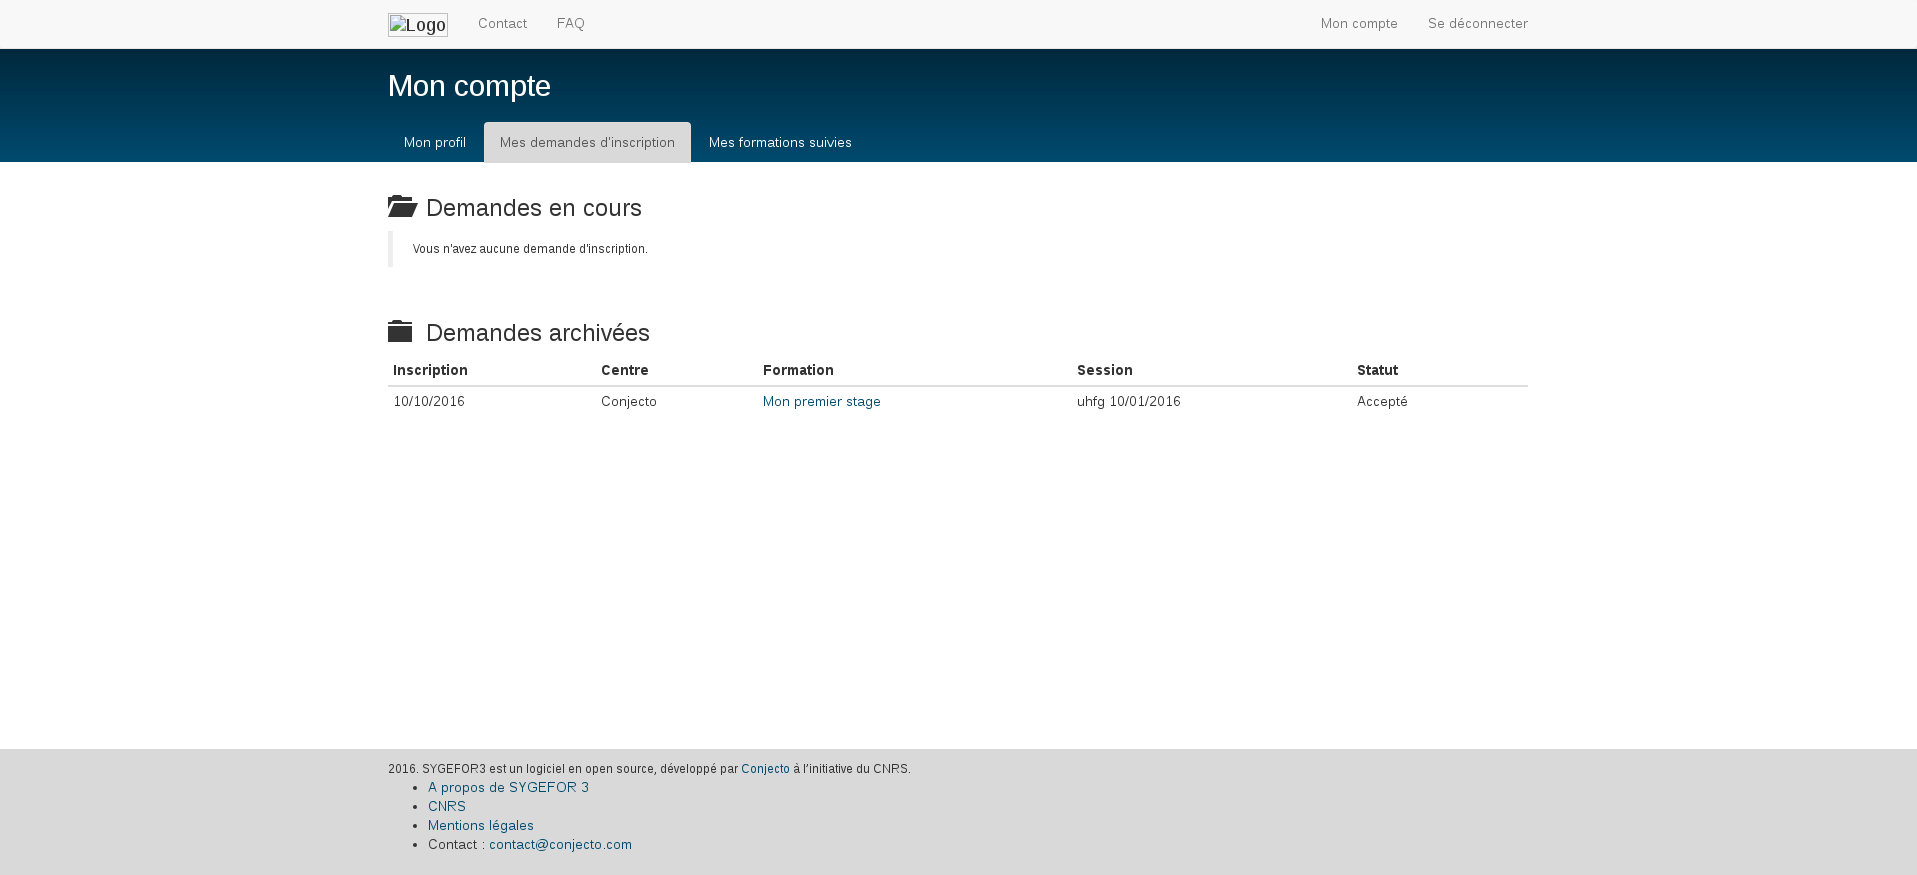 Logo Contact FAQ Mon compte Se déconnecter
Mon compte
Mon profil Mes demandes d'inscription Mes formations suivies
Demandes en cours
Vous n'avez aucune demande d'inscription.
Demandes archivées
Inscription Centre Formation Session Statut
10/10/2016 Conjecto Mon premier stage uhfg 10/01/2016 Accepté
2016. SYGEFOR3 est un logiciel en open source, développé par Conjecto à l'initiative du CNRS.
A propos de SYGEFOR 3
CNRS
Mentions légales
Contact : contact@conjecto.com